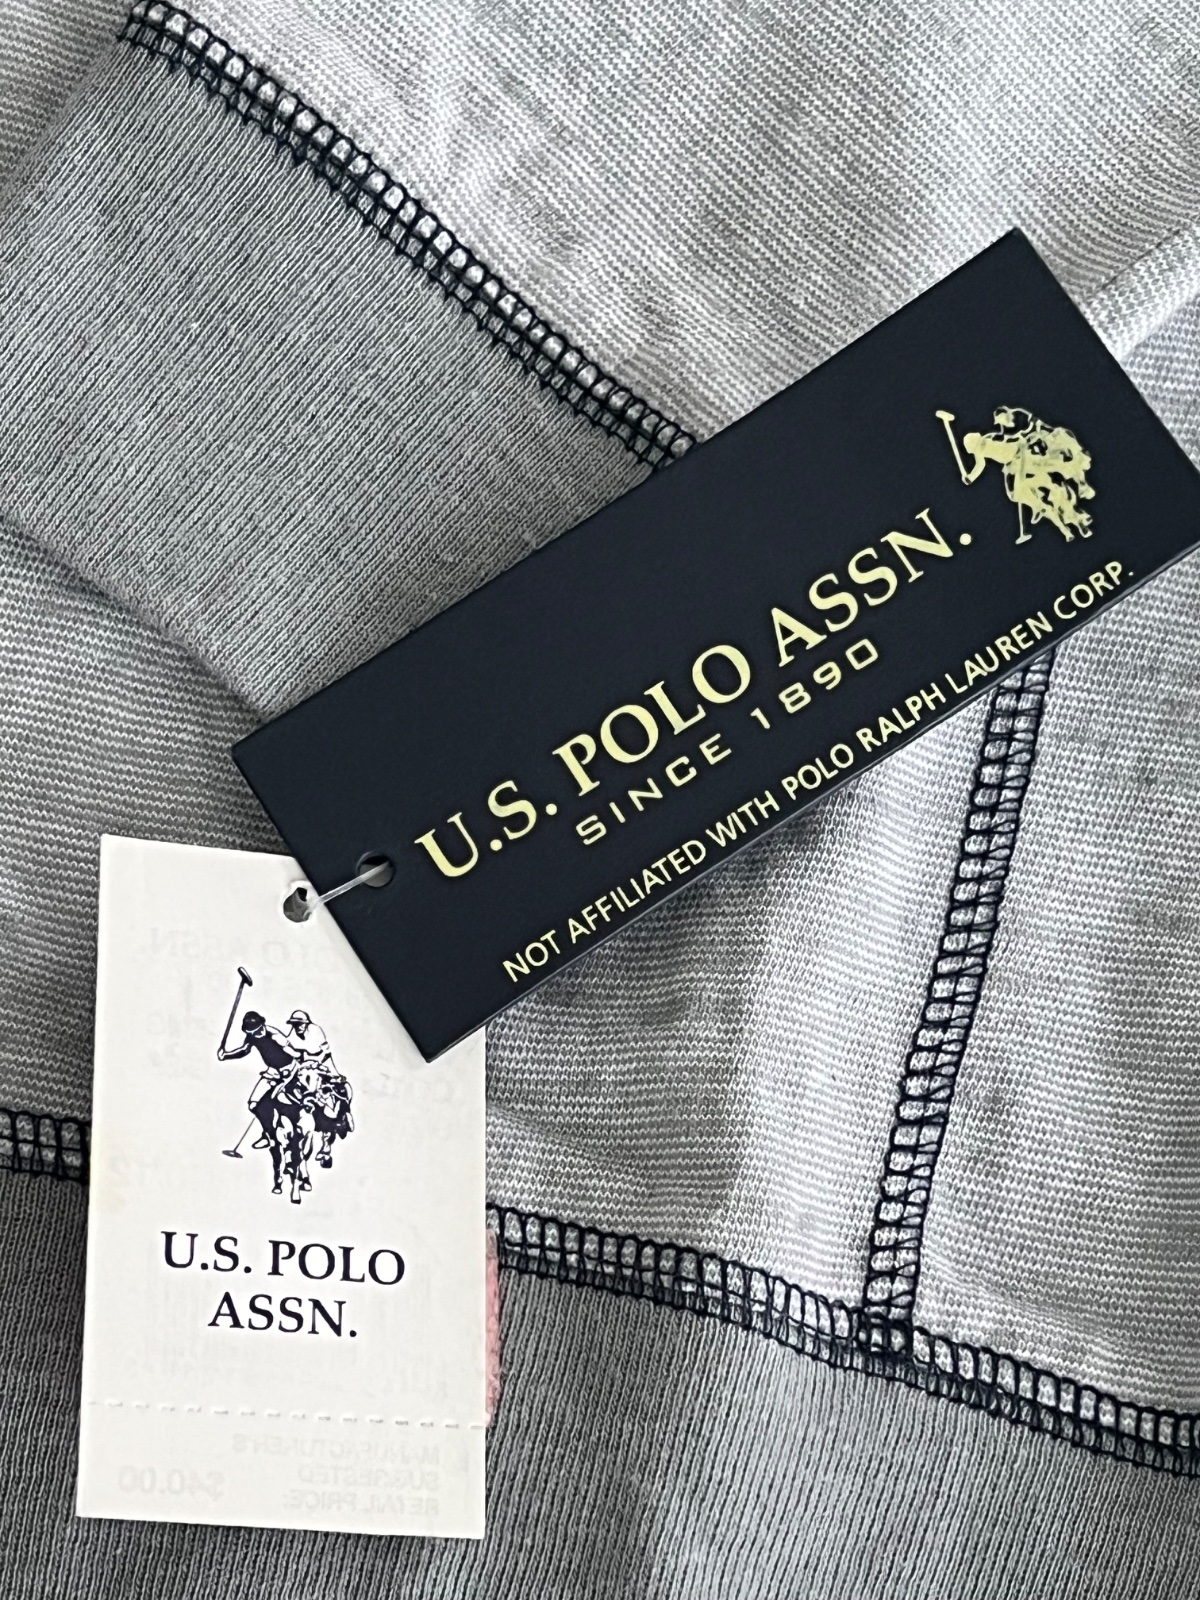 U.S. POLO ASSN.
SINCE 1890
NOT AFFILIATED WITH POLO RALPH LAUREN CORP.
U.S. POLO
ASSN.
MANUFACTURER'S
SUGGESTED
RETAIL PRICE:
$40.00